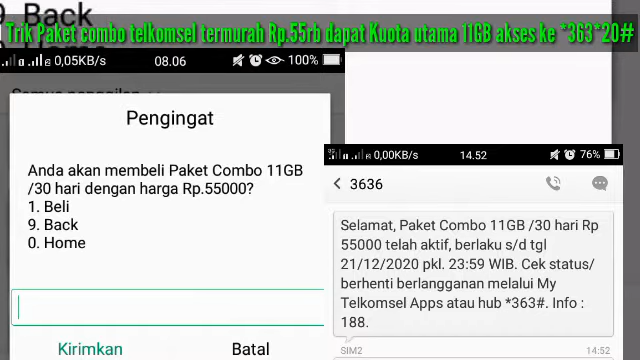 9. Back
Trik Paket combo telkomsel termurah Rp.55rb dapat Kuota utama 11GB akses ke *363*20#
0,05KB/s 08.06 100%
Pengingat
Anda akan membeli Paket Combo 11GB
/30 hari dengan harga Rp.55000?
1. Beli
9. Back
0. Home
Kirimkan Batal
0,00KB/s 14.52 76%
3636
Selamat, Paket Combo 11GB /30 hari Rp
55000 telah aktif, berlaku s/d tgl
21/12/2020 pkl. 23:59 WIB. Cek status/
berhenti berlangganan melalui My
Telkomsel Apps atau hub *363#. Info :
188.
SIM2 14:52